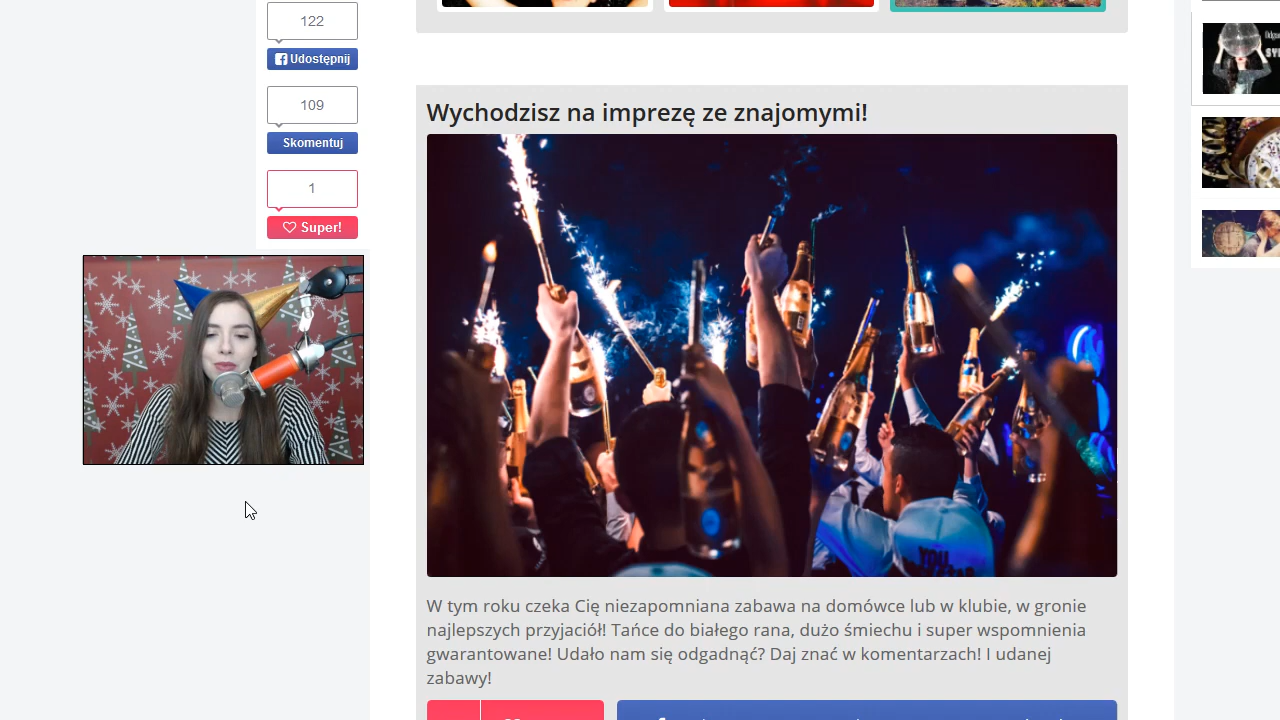 122
Udostępnij
109
Skomentuj
1
Super!
Wychodzisz na imprezę ze znajomymi!
YOU
W tym roku czeka Cię niezapomniana zabawa na domówce lub w klubie, w gronie
najlepszych przyjaciół! Tańce do białego rana, dużo śmiechu i super wspomnienia
gwarantowane! Udało nam się odgadnąć? Daj znać w komentarzach! I udanej
zabawy!